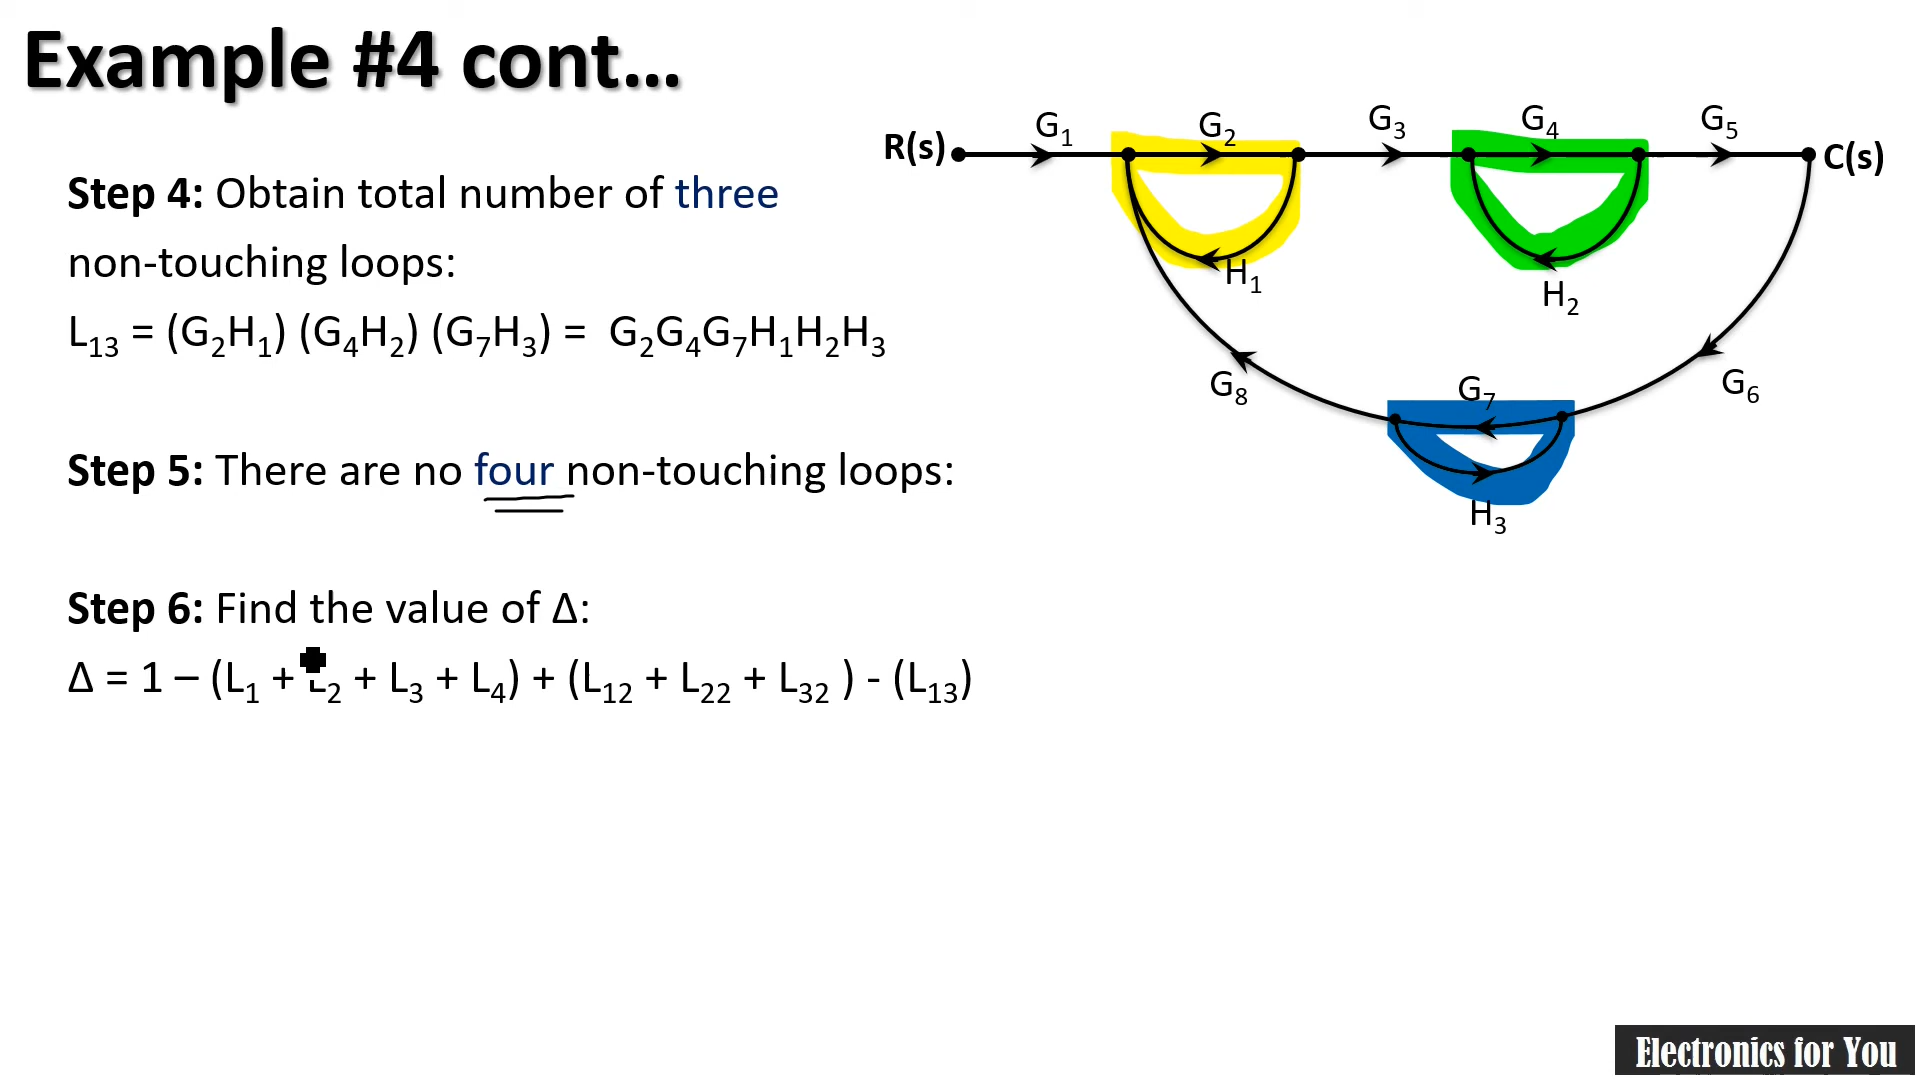 Example #4 cont...
Step 4: Obtain total number of three
non-touching loops:
L₁₃ = (G₂H₁) (G₄H₂) (G₇H₃) = G₂G₄G₇H₁H₂H₃
Step 5: There are no four non-touching loops:
Step 6: Find the value of Δ:
Δ = 1 – (L₁ + L₂ + L₃ + L₄) + (L₁₂ + L₂₂ + L₃₂ ) - (L₁₃)
R(s) G₁ G₂ G₃ G₄ G₅ C(s)
H₁ H₂
G₈ G₇ G₆
H₃
Electronics for You